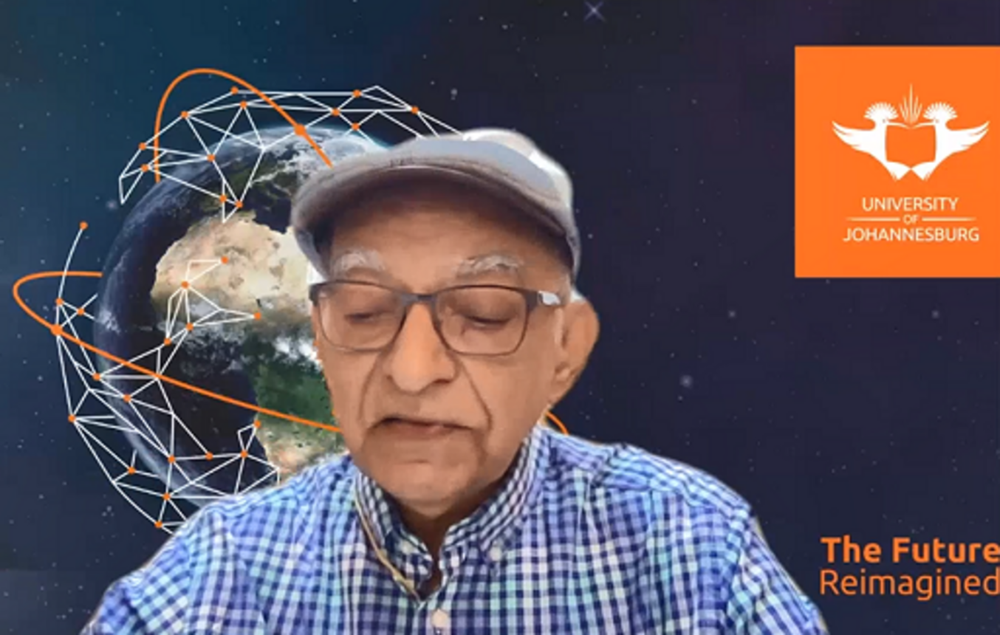 UNIVERSITY
OF
JOHANNESBURG
The Future
Reimagined